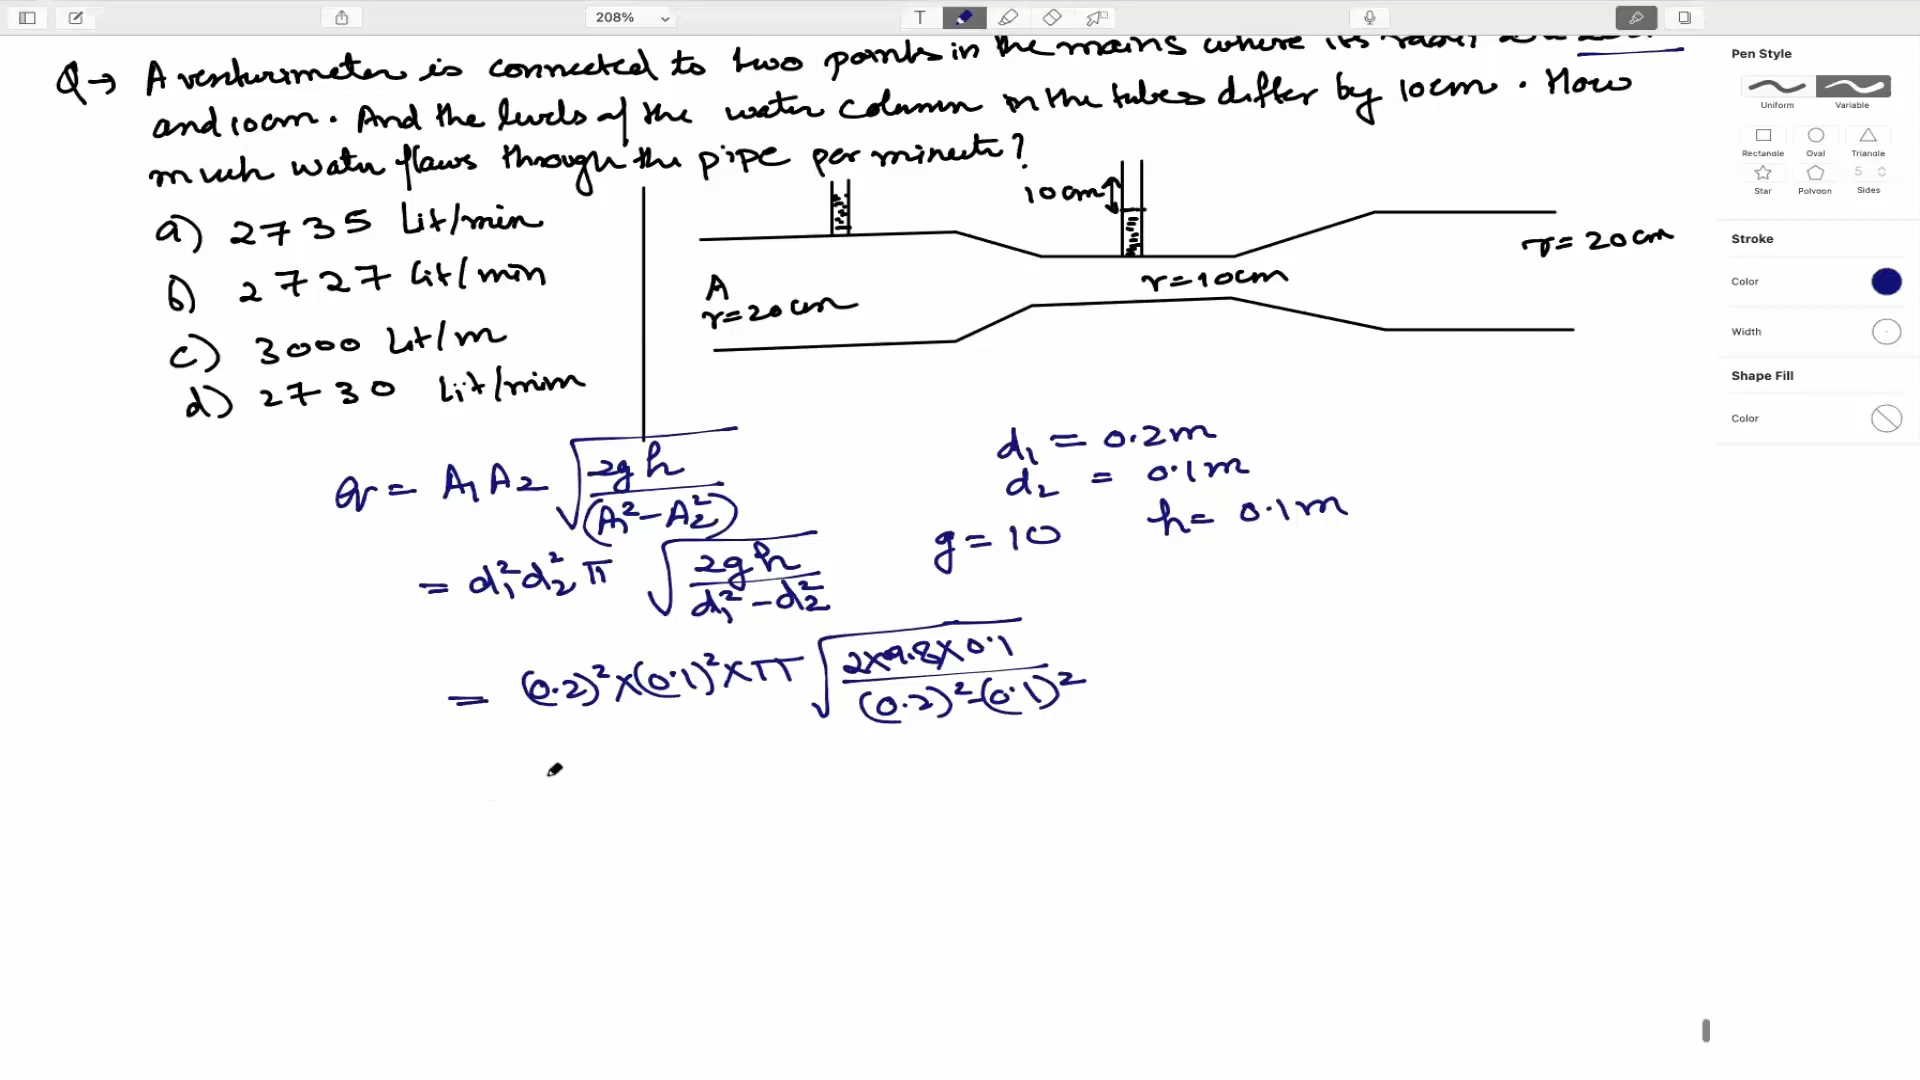 208%
T
Q→ A venturimeter is connected to two points in the mains where its radii
and 10cm. And the levels of the water column in the tubes differ by 10cm. How
much water flows through the pipe per minute?
a) 2735 Lit/min
b) 2727 Lit/min
c) 3000 Lit/m
d) 2730 Lit/min
10cm
A
r=20cm
r=10cm
r=20cm
Q = A₁A₂ √(2gh/(A₁²-A₂²))
= d₁²d₂²π √(2gh/(d₁²-d₂²))
= (0.2)²×(0.1)²×π √(2×9.8×0.1/((0.2)²-(0.1)²))
d₁ = 0.2m
d₂ = 0.1m
g = 10 h = 0.1m
Pen Style
Uniform Variable
Rectangle Oval Triangle
5
Star Polygon Sides
Stroke
Color
Width
Shape Fill
Color